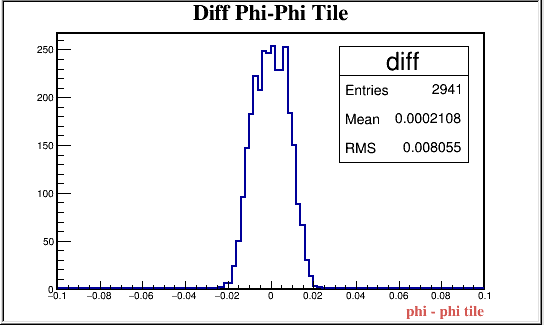 Diff Phi-Phi Tile
diff
Entries 2941
Mean 0.0002108
RMS 0.008055
250
200
150
100
50
0
−0.1 −0.08 −0.06 −0.04 −0.02 0 0.02 0.04 0.06 0.08 0.1
phi - phi tile